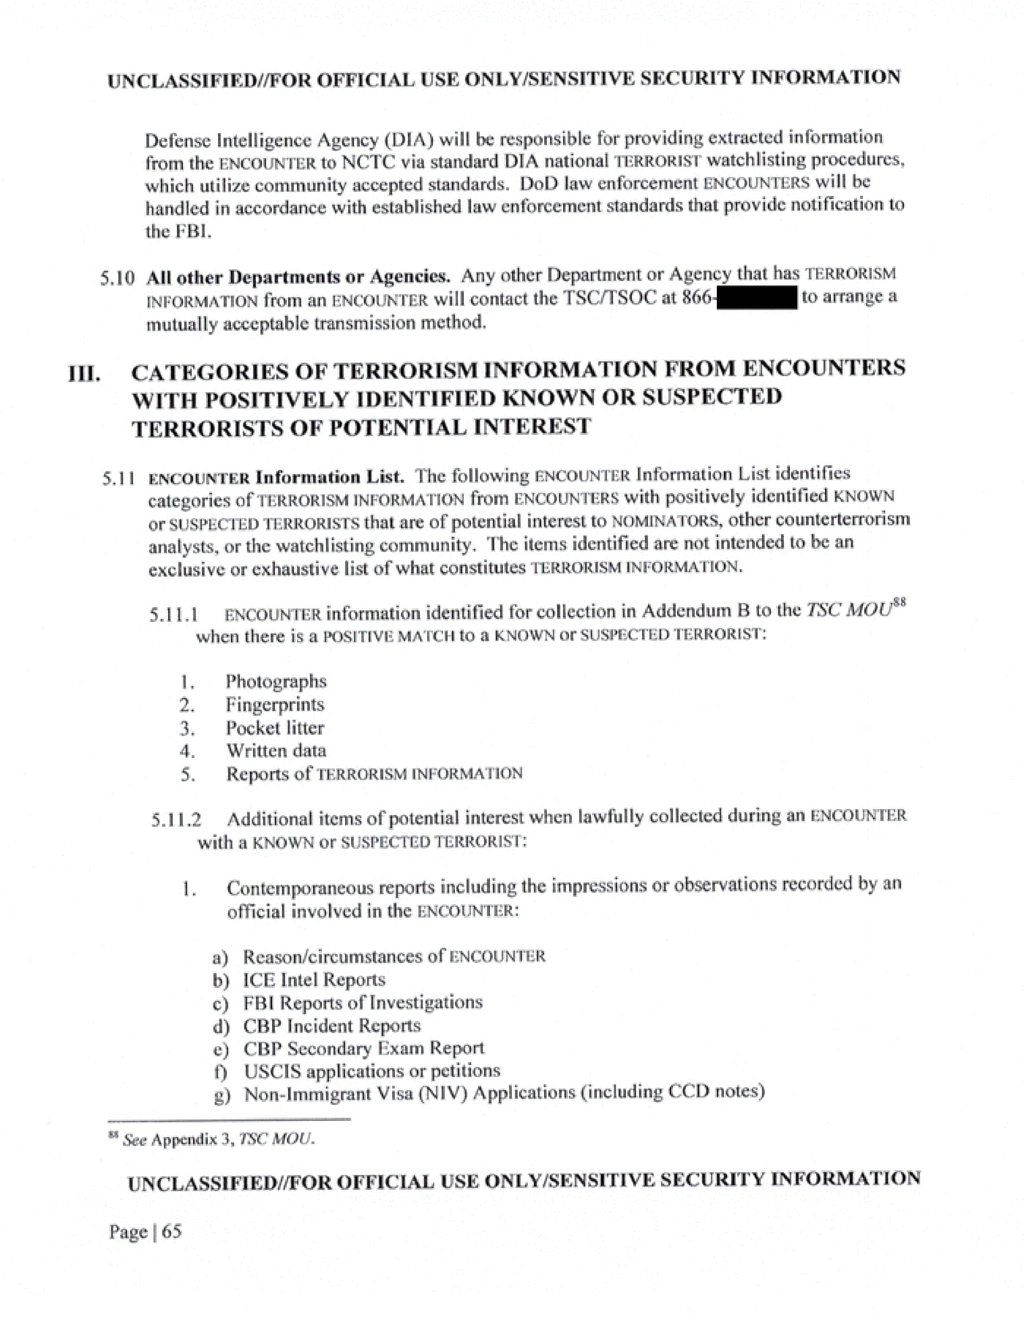 UNCLASSIFIED//FOR OFFICIAL USE ONLY/SENSITIVE SECURITY INFORMATION
Defense Intelligence Agency (DIA) will be responsible for providing extracted information
from the ENCOUNTER to NCTC via standard DIA national TERRORIST watchlisting procedures,
which utilize community accepted standards. DoD law enforcement ENCOUNTERS will be
handled in accordance with established law enforcement standards that provide notification to
the FBI.
5.10 All other Departments or Agencies. Any other Department or Agency that has TERRORISM
INFORMATION from an ENCOUNTER will contact the TSC/TSOC at 866- to arrange a
mutually acceptable transmission method.
III. CATEGORIES OF TERRORISM INFORMATION FROM ENCOUNTERS
WITH POSITIVELY IDENTIFIED KNOWN OR SUSPECTED
TERRORISTS OF POTENTIAL INTEREST
5.11 ENCOUNTER Information List. The following ENCOUNTER Information List identifies
categories of TERRORISM INFORMATION from ENCOUNTERS with positively identified KNOWN
or SUSPECTED TERRORISTS that are of potential interest to NOMINATORS, other counterterrorism
analysts, or the watchlisting community. The items identified are not intended to be an
exclusive or exhaustive list of what constitutes TERRORISM INFORMATION.
5.11.1 ENCOUNTER information identified for collection in Addendum B to the TSC MOU88
when there is a POSITIVE MATCH to a KNOWN or SUSPECTED TERRORIST:
1. Photographs
2. Fingerprints
3. Pocket litter
4. Written data
5. Reports of TERRORISM INFORMATION
5.11.2 Additional items of potential interest when lawfully collected during an ENCOUNTER
with a KNOWN or SUSPECTED TERRORIST:
1. Contemporaneous reports including the impressions or observations recorded by an
official involved in the ENCOUNTER:
a) Reason/circumstances of ENCOUNTER
b) ICE Intel Reports
c) FBI Reports of Investigations
d) CBP Incident Reports
e) CBP Secondary Exam Report
f) USCIS applications or petitions
g) Non-Immigrant Visa (NIV) Applications (including CCD notes)
88 See Appendix 3, TSC MOU.
UNCLASSIFIED//FOR OFFICIAL USE ONLY/SENSITIVE SECURITY INFORMATION
Page | 65